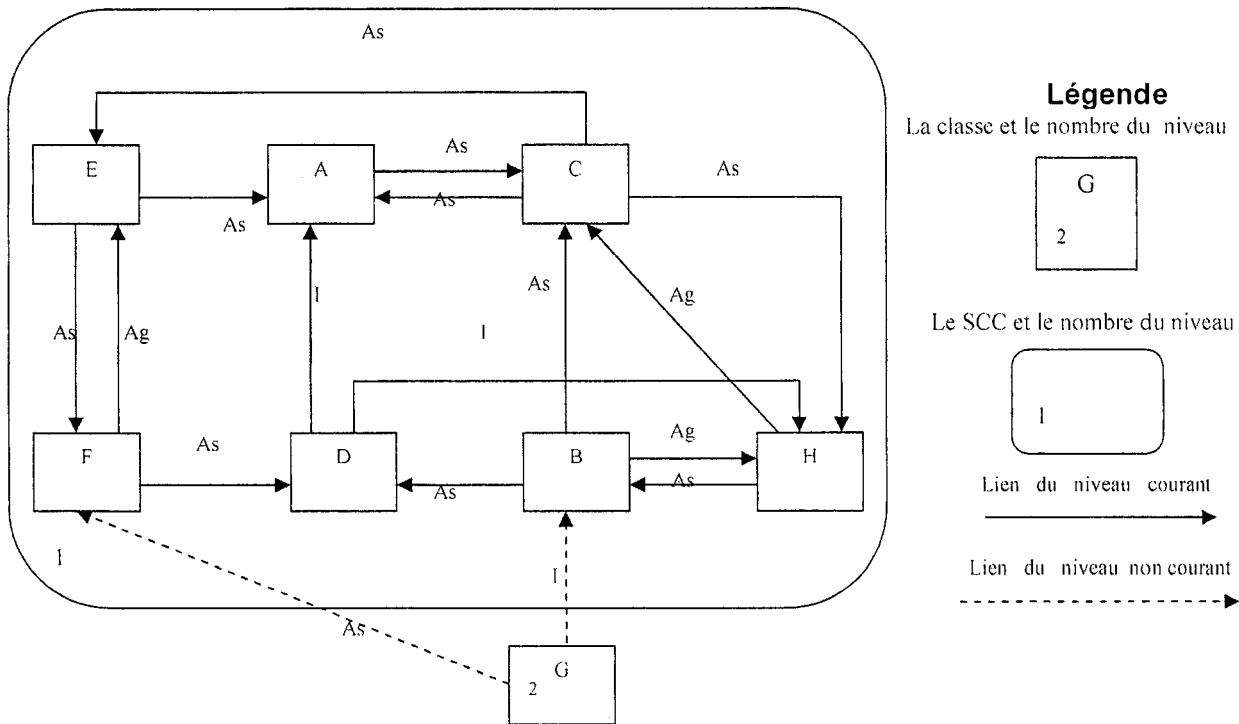 As
E
A
As
C
As
As
As
I
As
Ag
I
As
Ag
F
As
D
As
B
Ag
As
H
1
I
As
2
G
Légende
La classe et le nombre du niveau
G
2
Le SCC et le nombre du niveau
1
Lien du niveau courant
Lien du niveau non courant